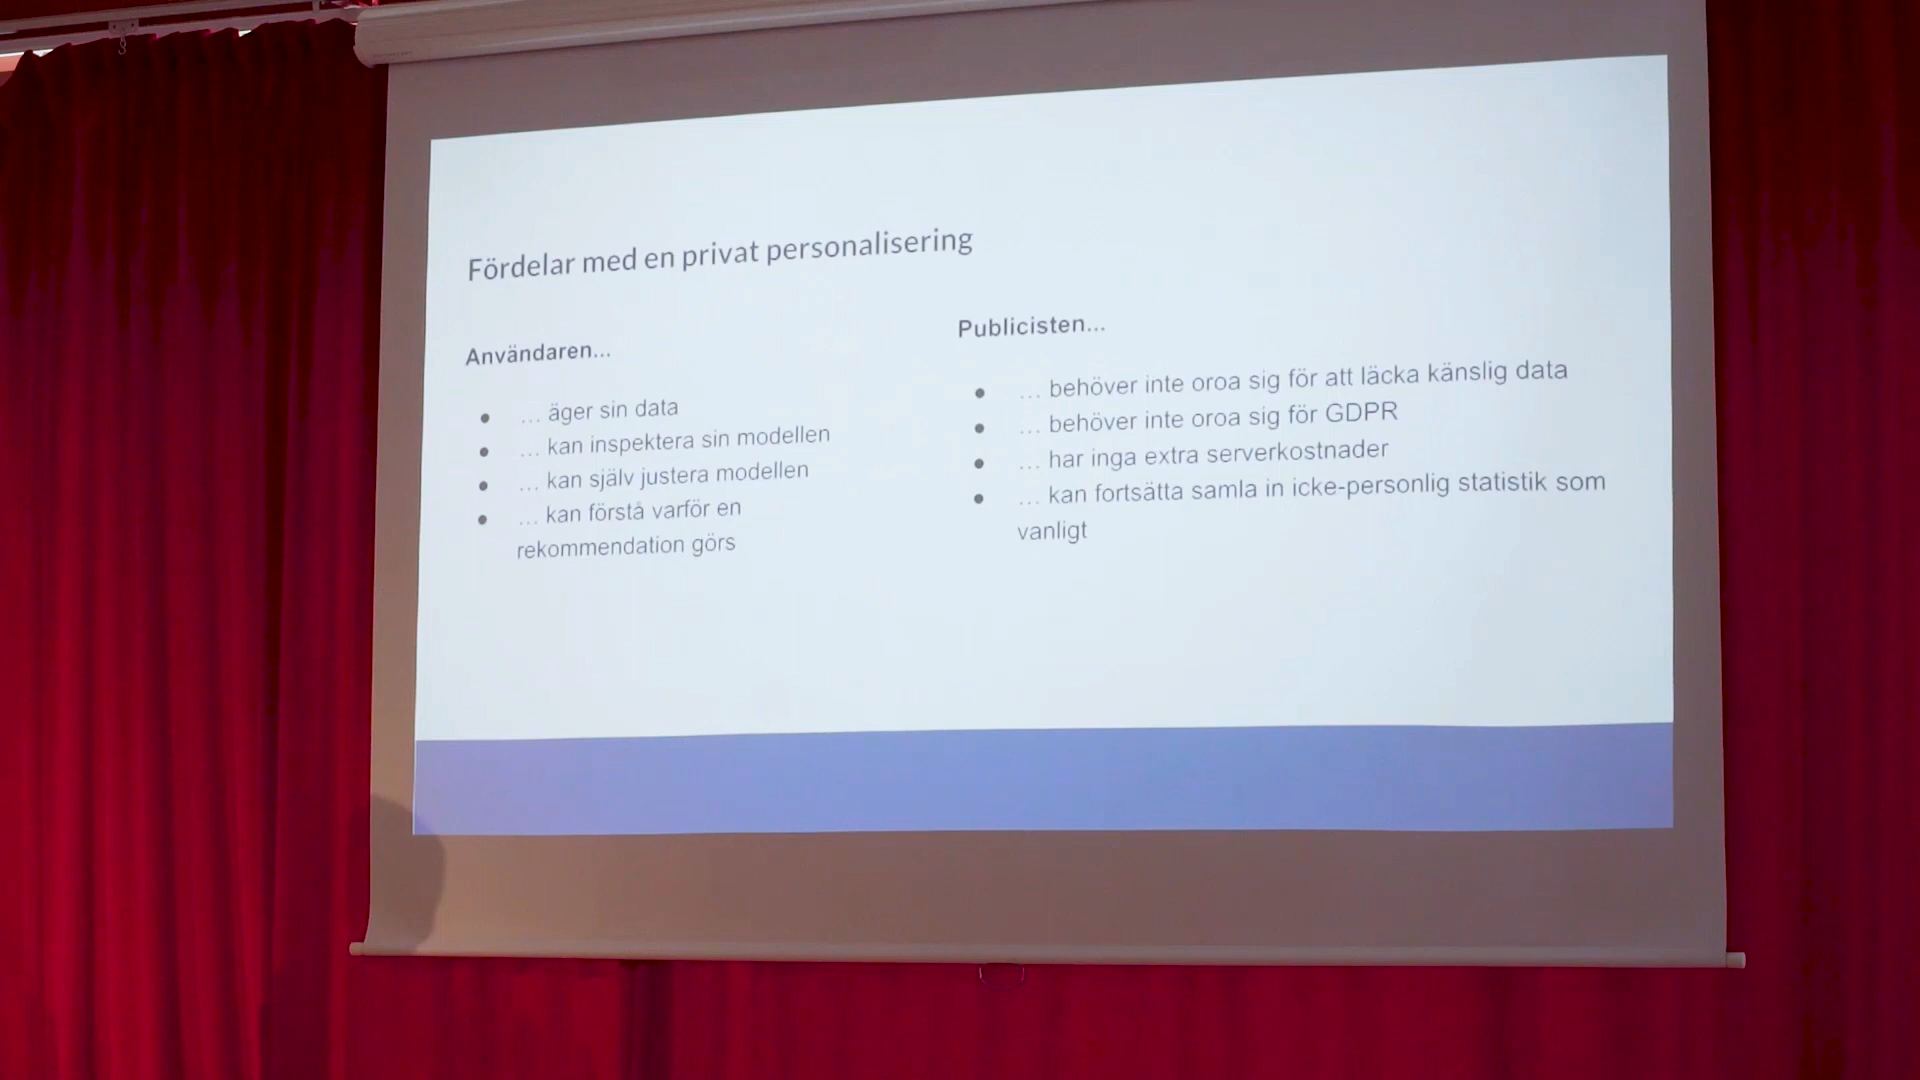 Fördelar med en privat personalisering
Användaren...
● ... äger sin data
● ... kan inspektera sin modellen
● ... kan själv justera modellen
● ... kan förstå varför en
rekommendation görs
Publicisten...
● ... behöver inte oroa sig för att läcka känslig data
● ... behöver inte oroa sig för GDPR
● ... har inga extra serverkostnader
● ... kan fortsätta samla in icke-personlig statistik som
vanligt